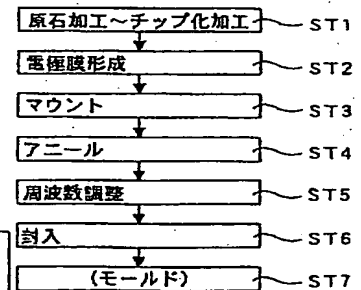 原石加工～チップ化加工 ST1
電極膜形成 ST2
マウント ST3
アニール ST4
周波数調整 ST5
封入 ST6
(モールド) ST7